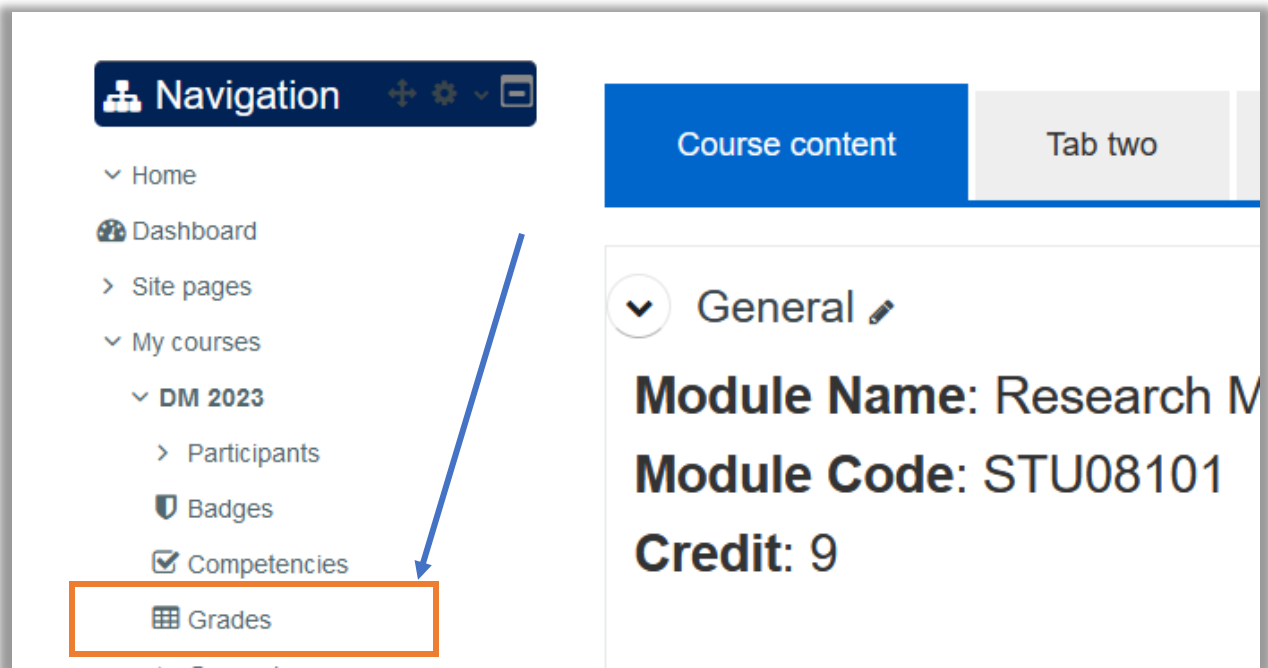 Navigation
Home
Dashboard
Site pages
My courses
DM 2023
Participants
Badges
Competencies
Grades
Course content
Tab two
General
Module Name: Research
Module Code: STU08101
Credit: 9